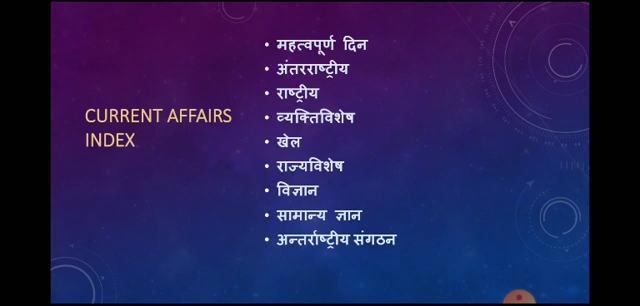 CURRENT AFFAIRS
INDEX
• महत्वपूर्ण दिन
• अंतरराष्ट्रीय
• राष्ट्रीय
• व्यक्तिविशेष
• खेल
• राज्यविशेष
• विज्ञान
• सामान्य ज्ञान
• अन्तर्राष्ट्रीय संगठन